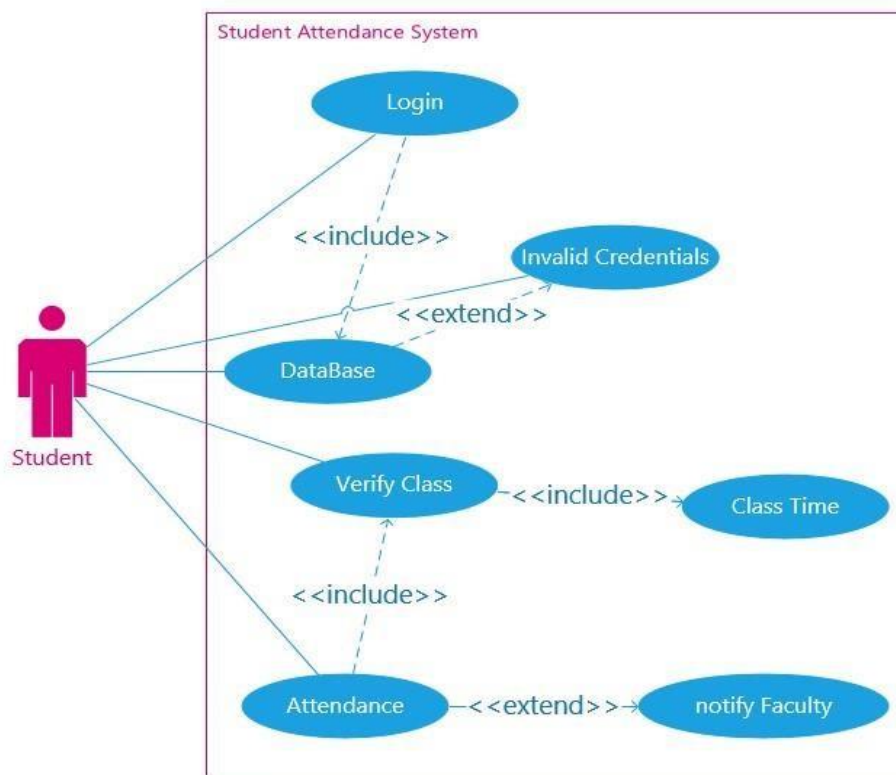 Student Attendance System
Login
<<include>>
Invalid Credentials
<<extend>>
DataBase
Student
Verify Class
<<include>>
Class Time
<<include>>
Attendance
<<extend>>
notify Faculty